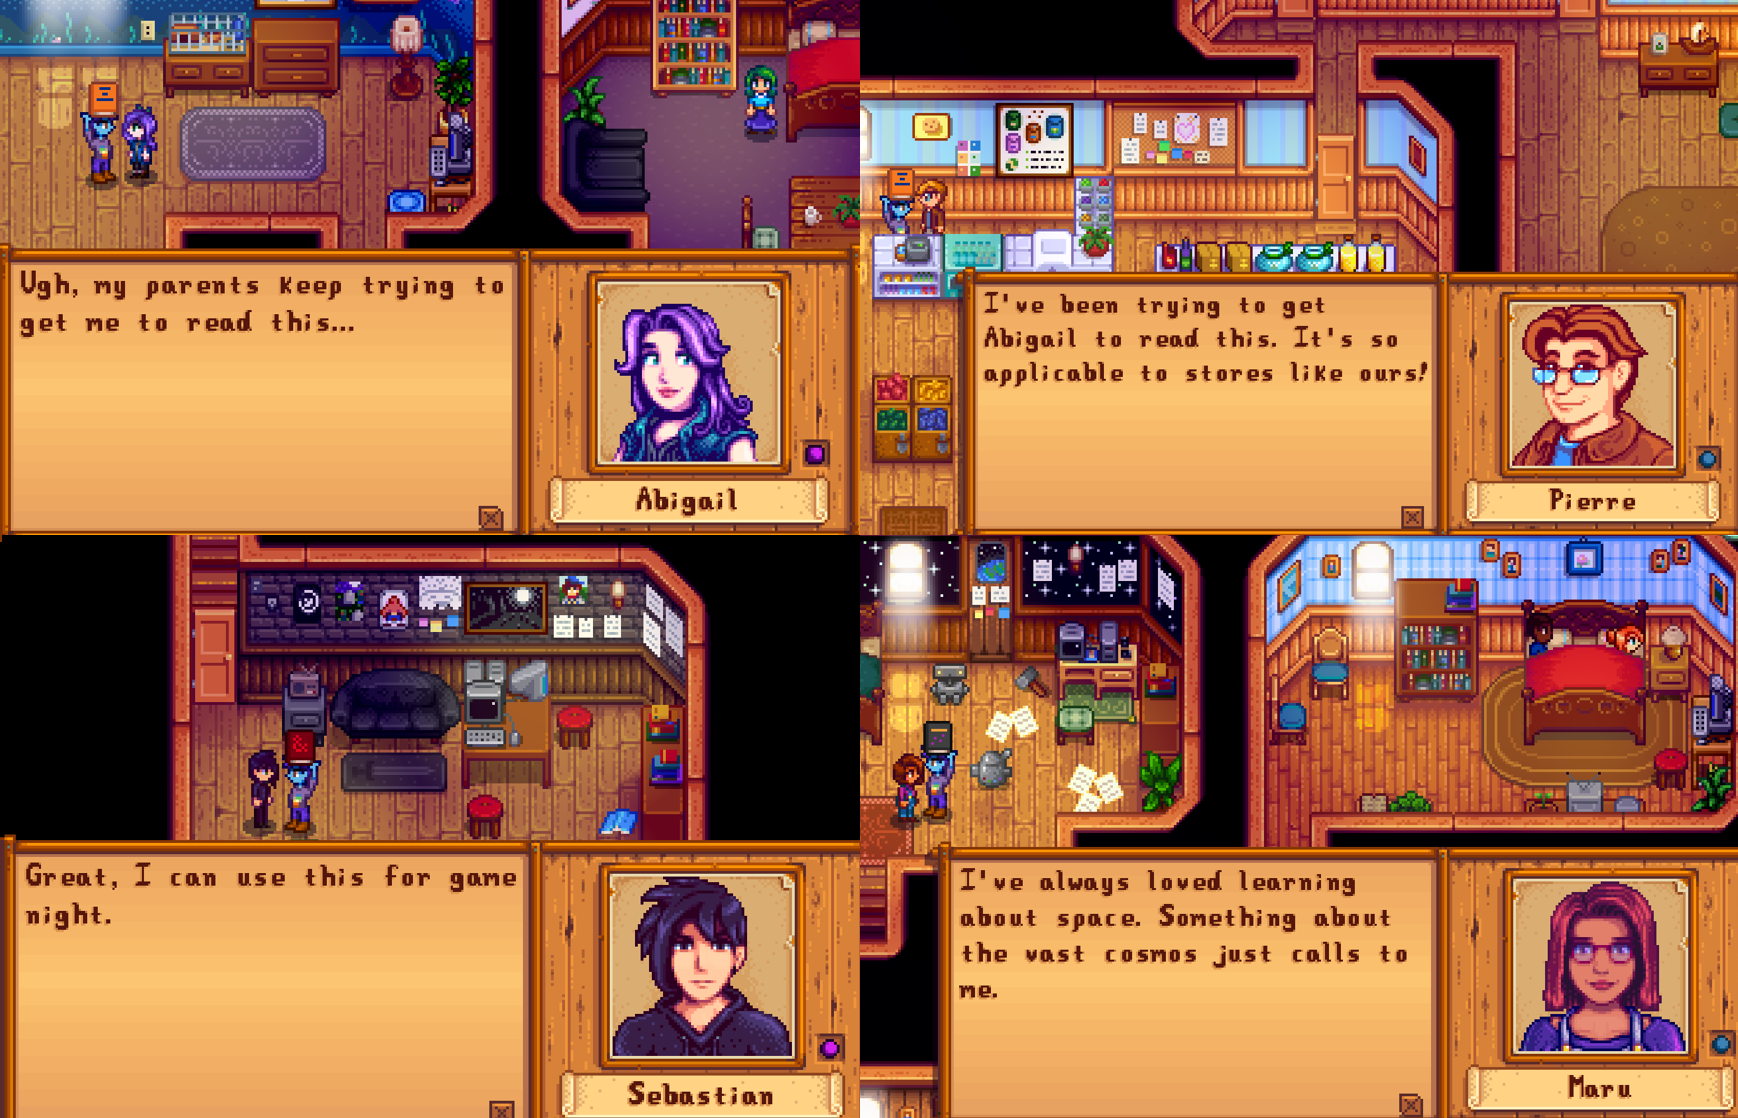 Ugh, my parents keep trying to
get me to read this...
Abigail
I've been trying to get
Abigail to read this. It's so
applicable to stores like ours!
Pierre
Great, I can use this for game
night.
Sebastian
I've always loved learning
about space. Something about
the vast cosmos just calls to
me.
Maru